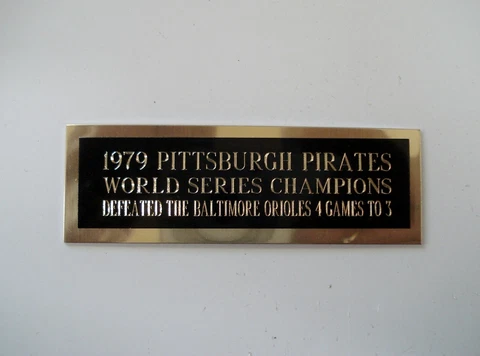 1979 PITTSBURGH PIRATES
WORLD SERIES CHAMPIONS
DEFEATED THE BALTIMORE ORIOLES 4 GAMES TO 3